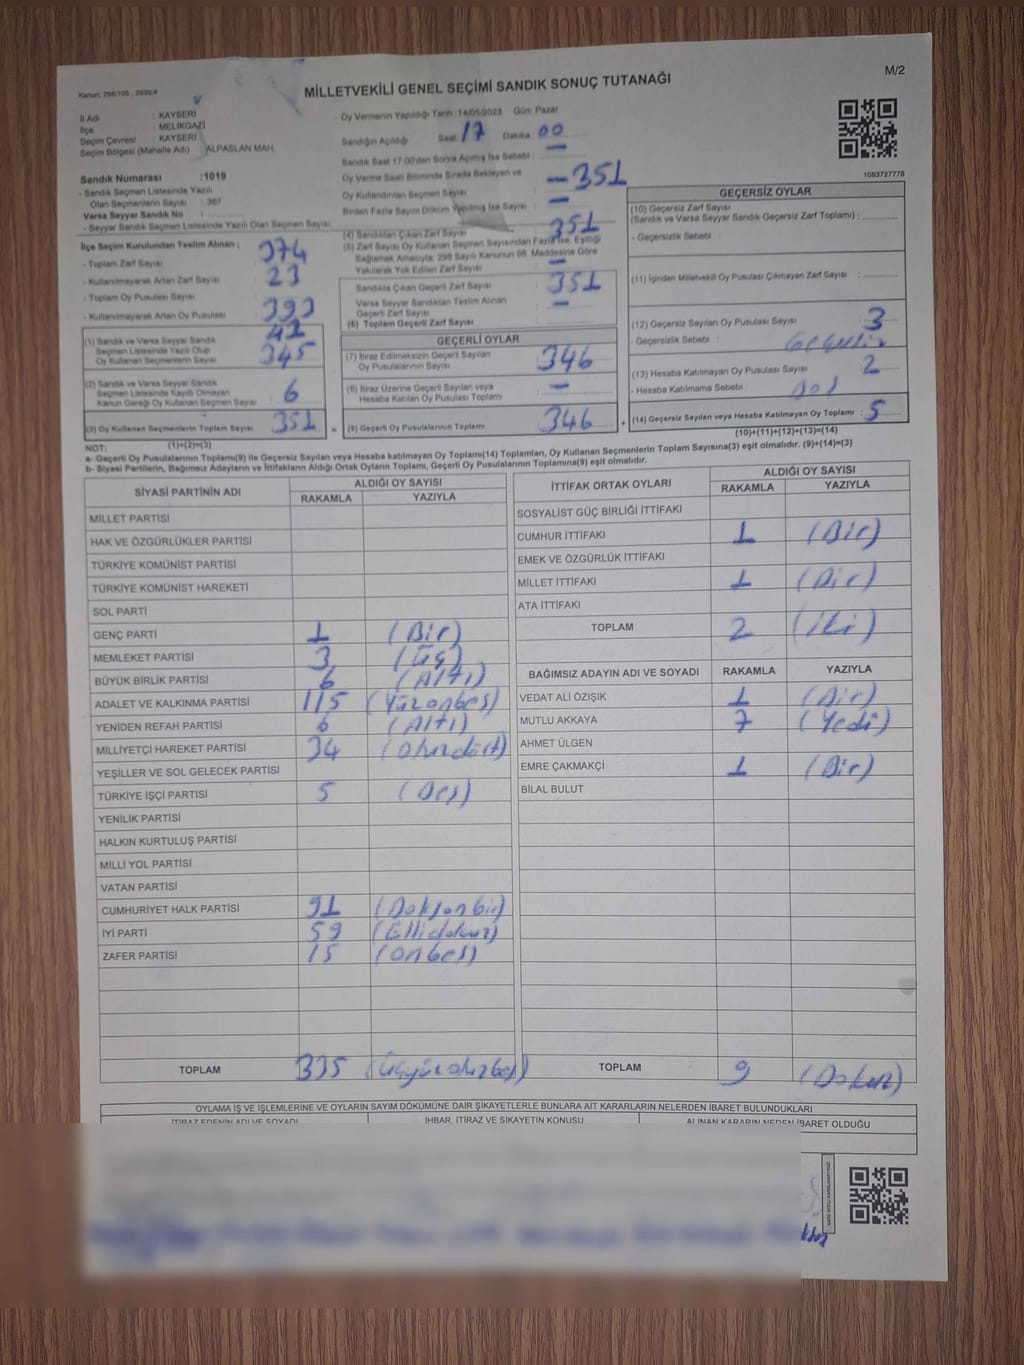 M/2
MİLLETVEKİLİ GENEL SEÇİMİ SANDIK SONUÇ TUTANAĞI
İl Adı : KAYSERİ
İlçe : MELİKGAZİ
Seçim Çevresi : KAYSERİ
Seçim Bölgesi (Mahalle Adı) : ALPASLAN MAH.
Sandık Numarası : 1019
- Sandık Seçmen Listesinde Yazılı
Olan Seçmenlerin Sayısı : 367
Varsa Seyyar Sandık No :
- Seyyar Sandık Seçmen Listesinde Yazılı Olan Seçmen Sayısı :
İlçe Seçim Kurulundan Teslim Alınan ;
- Toplam Zarf Sayısı : 374
- Kullanılmayarak Artan Zarf Sayısı : 23
- Toplam Oy Pusulası Sayısı : 393
- Kullanılmayarak Artan Oy Pusulası : 42
(1) Sandık ve Varsa Seyyar Sandık
Seçmen Listesinde Yazılı Olup
Oy Kullanan Seçmenlerin Sayısı 345
(2) Sandık ve Varsa Seyyar Sandık
Seçmen Listesinde Kayıtlı Olmayan
Kanun Gereği Oy Kullanan Seçmen Sayısı 6
(3) Oy Kullanan Seçmenlerin Toplam Sayısı 351
Oy Vermenin Yapıldığı Tarih : 14/05/2023 Gün: Pazar
Sandığın Açıldığı Saat 17 Dakika 00
Sandık Saat 17.00'den Sonra Açılmış İse Sebebi :
Oy Verme Saati Bitiminde Sırada Bekleyen ve
Oy Kullandırılan Seçmen Sayısı 351
Birden Fazla Sayım Döküm Yapılmış İse Sayısı :
(4) Sandıktan Çıkan Zarf Sayısı 351
(5) Zarf Sayısı Oy Kullanan Seçmen Sayısından Fazla İse, Eşitliği
Sağlamak Amacıyla, 298 Sayılı Kanunun 98. Maddesine Göre
Yakılarak Yok Edilen Zarf Sayısı
Sandıkta Çıkan Geçerli Zarf Sayısı 351
Varsa Seyyar Sandıktan Teslim Alınan
Geçerli Zarf Sayısı
(6) Toplam Geçerli Zarf Sayısı
GEÇERLİ OYLAR
(7) İtiraz Edilmeksizin Geçerli Sayılan
Oy Pusulalarının Sayısı 346
(8) İtiraz Üzerine Geçerli Sayılan veya
Hesaba Katılan Oy Pusulası Toplamı
= (9) Geçerli Oy Pusulalarının Toplamı 346
1083727778
GEÇERSİZ OYLAR
(10) Geçersiz Zarf Sayısı
(Sandık ve Varsa Seyyar Sandık Geçersiz Zarf Toplamı) :
- Geçersizlik Sebebi :
(11) İçinden Milletvekili Oy Pusulası Çıkmayan Zarf Sayısı :
(12) Geçersiz Sayılan Oy Pusulası Sayısı : 3
- Geçersizlik Sebebi :
(13) Hesaba Katılmayan Oy Pusulası Sayısı : 2
- Hesaba Katılmama Sebebi :
+ (14) Geçersiz Sayılan veya Hesaba Katılmayan Oy Toplamı : 5
(10)+(11)+(12)+(13)=(14)
NOT: (1)+(2)=(3)
a- Geçerli Oy Pusulalarının Toplamı(9) ile Geçersiz Sayılan veya Hesaba katılmayan Oy Toplamı(14) Toplamları, Oy Kullanan Seçmenlerin Toplam Sayısına(3) eşit olmalıdır. (9)+(14)=(3)
b- Siyasi Partilerin, Bağımsız Adayların ve İttifakların Aldığı Ortak Oyların Toplamı, Geçerli Oy Pusulalarının Toplamına(9) eşit olmalıdır.
SİYASİ PARTİNİN ADI ALDIĞI OY SAYISI
RAKAMLA YAZIYLA
MİLLET PARTİSİ
HAK VE ÖZGÜRLÜKLER PARTİSİ
TÜRKİYE KOMÜNİST PARTİSİ
TÜRKİYE KOMÜNİST HAREKETİ
SOL PARTİ
GENÇ PARTİ 1 (Bir)
MEMLEKET PARTİSİ 3 (Üç)
BÜYÜK BİRLİK PARTİSİ 6 (Altı)
ADALET VE KALKINMA PARTİSİ 115 (Yüzonbeş)
YENİDEN REFAH PARTİSİ 6 (Altı)
MİLLİYETÇİ HAREKET PARTİSİ 34 (Otuzdört)
YEŞİLLER VE SOL GELECEK PARTİSİ
TÜRKİYE İŞÇİ PARTİSİ 5 (Beş)
YENİLİK PARTİSİ
HALKIN KURTULUŞ PARTİSİ
MİLLİ YOL PARTİSİ
VATAN PARTİSİ
CUMHURİYET HALK PARTİSİ 91 (Doksanbir)
İYİ PARTİ 59 (Ellidokuz)
ZAFER PARTİSİ 15 (onbeş)
TOPLAM 335 (Üçyüzotuzbeş)
İTTİFAK ORTAK OYLARI ALDIĞI OY SAYISI
RAKAMLA YAZIYLA
SOSYALİST GÜÇ BİRLİĞİ İTTİFAKI
CUMHUR İTTİFAKI 1 (Bir)
EMEK VE ÖZGÜRLÜK İTTİFAKI
MİLLET İTTİFAKI 1 (Bir)
ATA İTTİFAKI
TOPLAM 2 (iki)
BAĞIMSIZ ADAYIN ADI VE SOYADI RAKAMLA YAZIYLA
VEDAT ALİ ÖZIŞIK 1 (Bir)
MUTLU AKKAYA 7 (Yedi)
AHMET ÜLGEN
EMRE ÇAKMAKÇİ 1 (Bir)
BİLAL BULUT
TOPLAM 9 (Dokuz)
OYLAMA İŞ VE İŞLEMLERİNE VE OYLARIN SAYIM DÖKÜMÜNE DAİR ŞİKAYETLERLE BUNLARA AİT KARARLARIN NELERDEN İBARET BULUNDUKLARI
İTİRAZ EDENİN ADI VE SOYADI İHBAR, İTİRAZ VE ŞİKAYETİN KONUSU ALINAN KARARIN NEDEN İBARET OLDUĞU